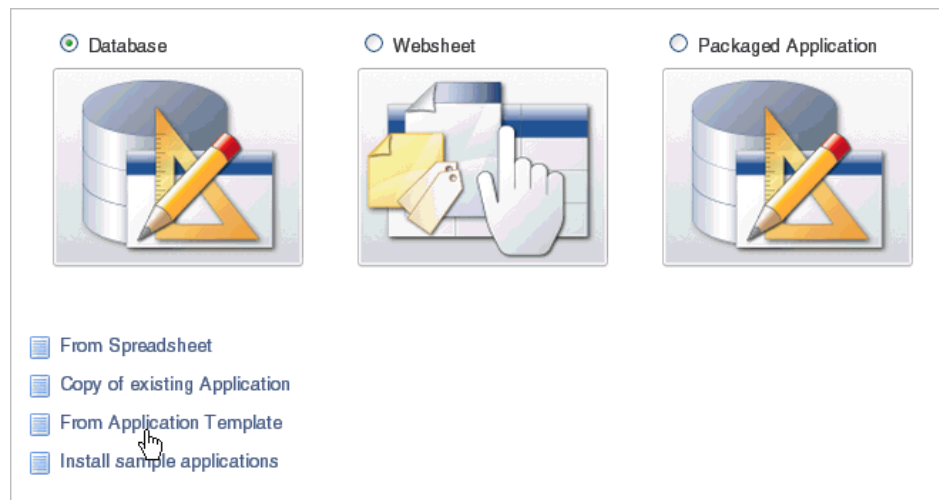 Database
Websheet
Packaged Application
From Spreadsheet
Copy of existing Application
From Application Template
Install sample applications